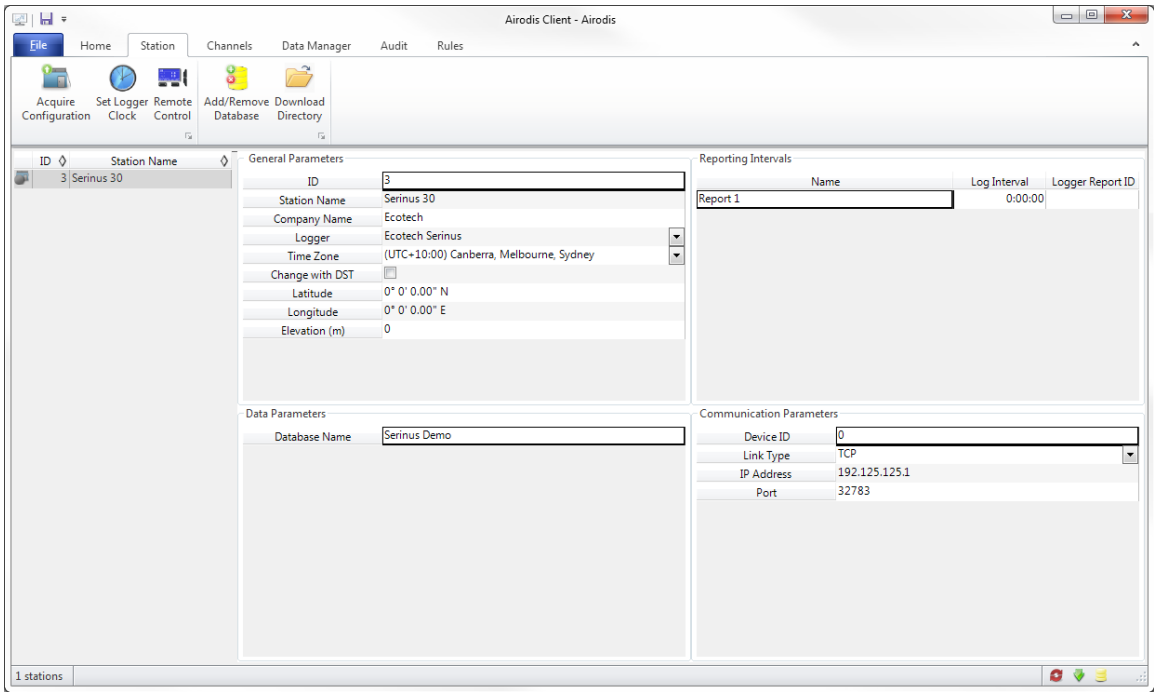 Airodis Client - Airodis
File Home Station Channels Data Manager Audit Rules
Acquire Configuration
Set Logger Clock
Remote Control
Add/Remove Database
Download Directory
ID Station Name
3 Serinus 30
General Parameters
ID 3
Station Name Serinus 30
Company Name Ecotech
Logger Ecotech Serinus
Time Zone (UTC+10:00) Canberra, Melbourne, Sydney
Change with DST
Latitude 0° 0' 0.00" N
Longitude 0° 0' 0.00" E
Elevation (m) 0
Reporting Intervals
Name Log Interval Logger Report ID
Report 1 0:00:00
Data Parameters
Database Name Serinus Demo
Communication Parameters
Device ID 0
Link Type TCP
IP Address 192.125.125.1
Port 32783
1 stations